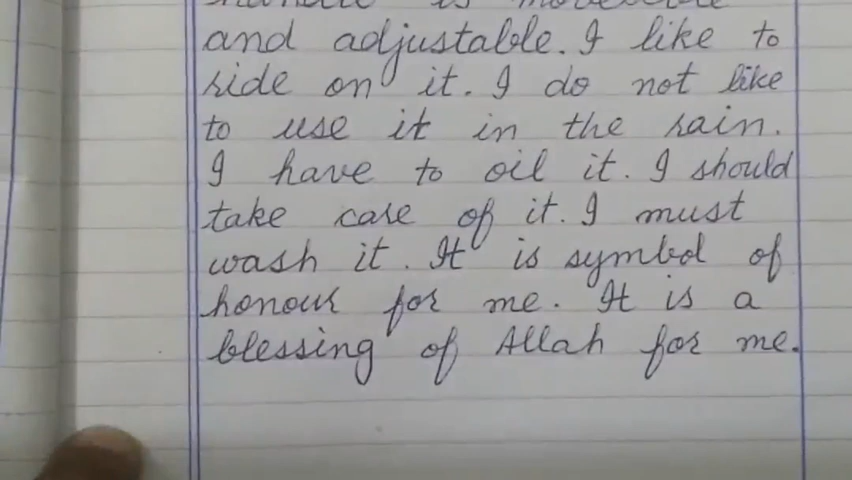 is
and adjustable. I like to
ride on it. I do not like
to use it in the rain.
I have to oil it. I should
take care of it. I must
wash it. It is symbol of
honour for me. It is a
blessing of Allah for me.